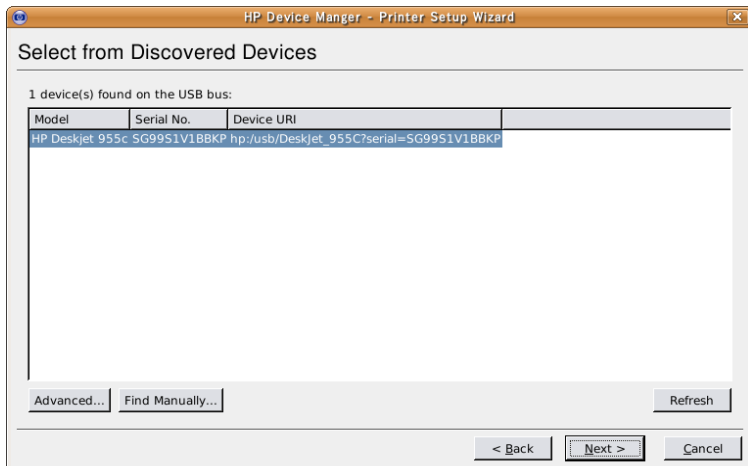 HP Device Manger - Printer Setup Wizard
Select from Discovered Devices
1 device(s) found on the USB bus:
Model Serial No. Device URI
HP Deskjet 955c SG99S1V1BBKP hp:/usb/DeskJet_955C?serial=SG99S1V1BBKP
Advanced... Find Manually... Refresh
< Back Next > Cancel